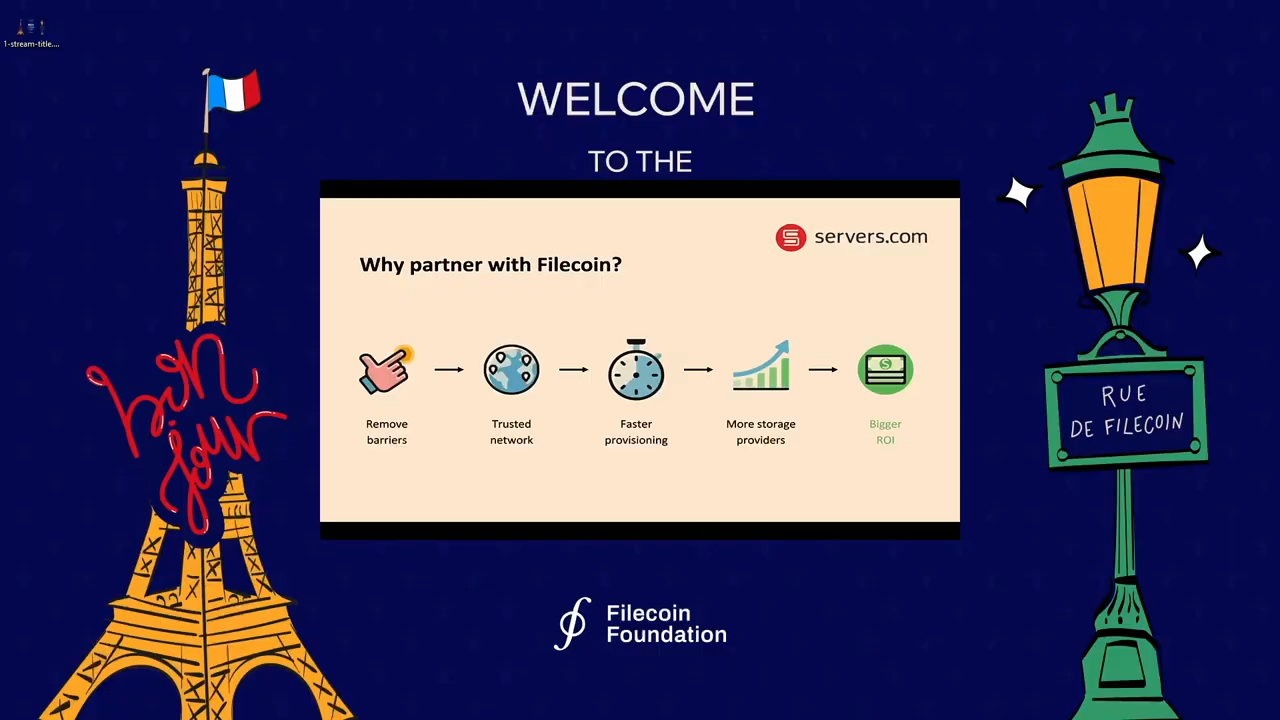 1-stream-title....
WELCOME
TO THE
servers.com
Why partner with Filecoin?
Remove
barriers
Trusted
network
Faster
provisioning
More storage
providers
Bigger
ROI
bon
jour
RUE
DE FILECOIN
Filecoin
Foundation